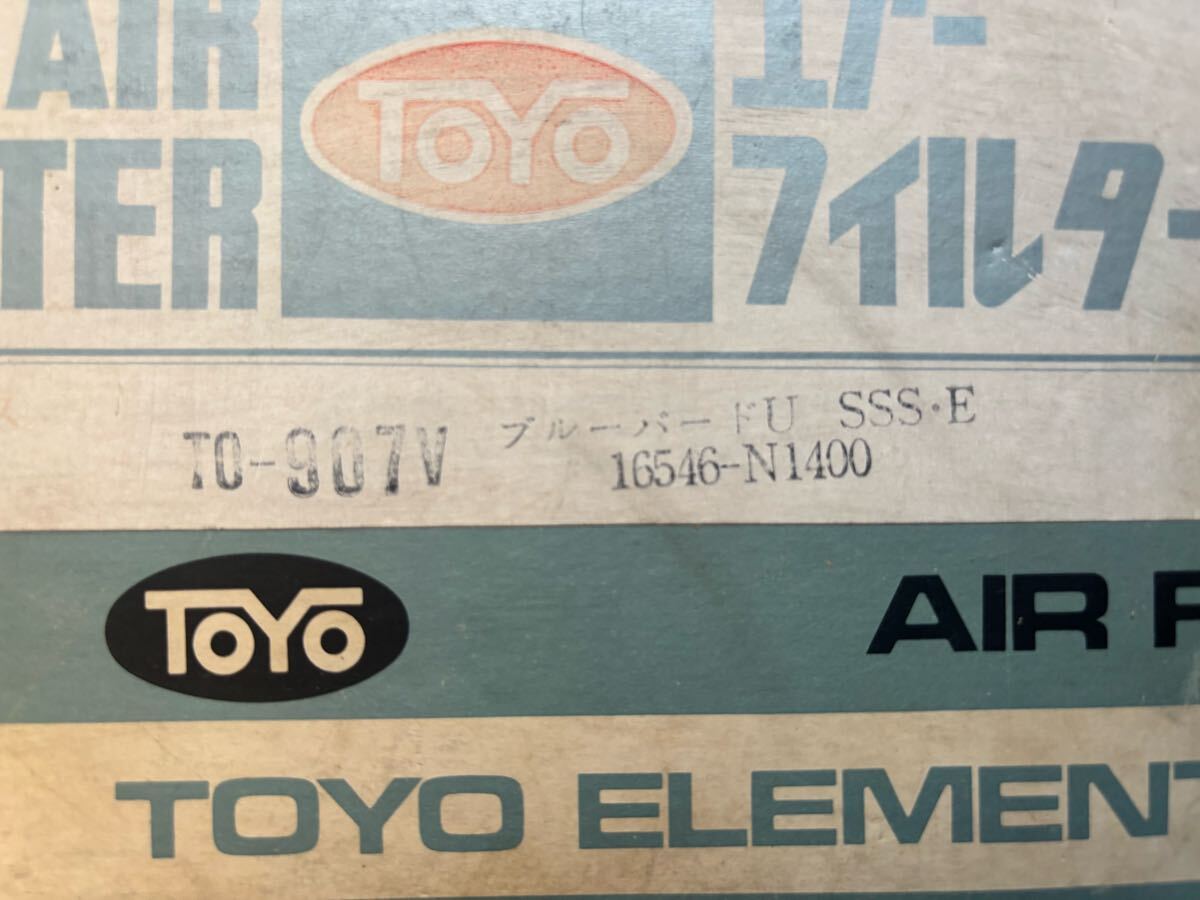 AIR TOYO エアー
TER フィルター
ス
TO-907V ブルーバードU SSS·E
16546-N1400
TOYO AIR F
TOYO ELEMENT